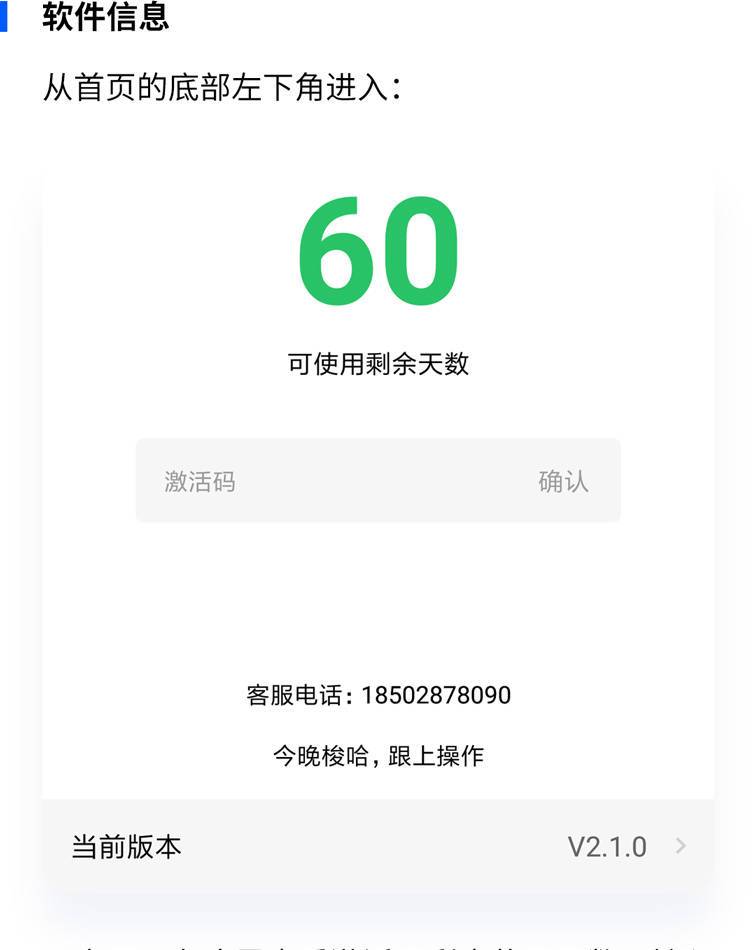 软件信息
从首页的底部左下角进入：
60
可使用剩余天数
激活码 确认
客服电话：18502878090
今晚梭哈，跟上操作
当前版本 V2.1.0